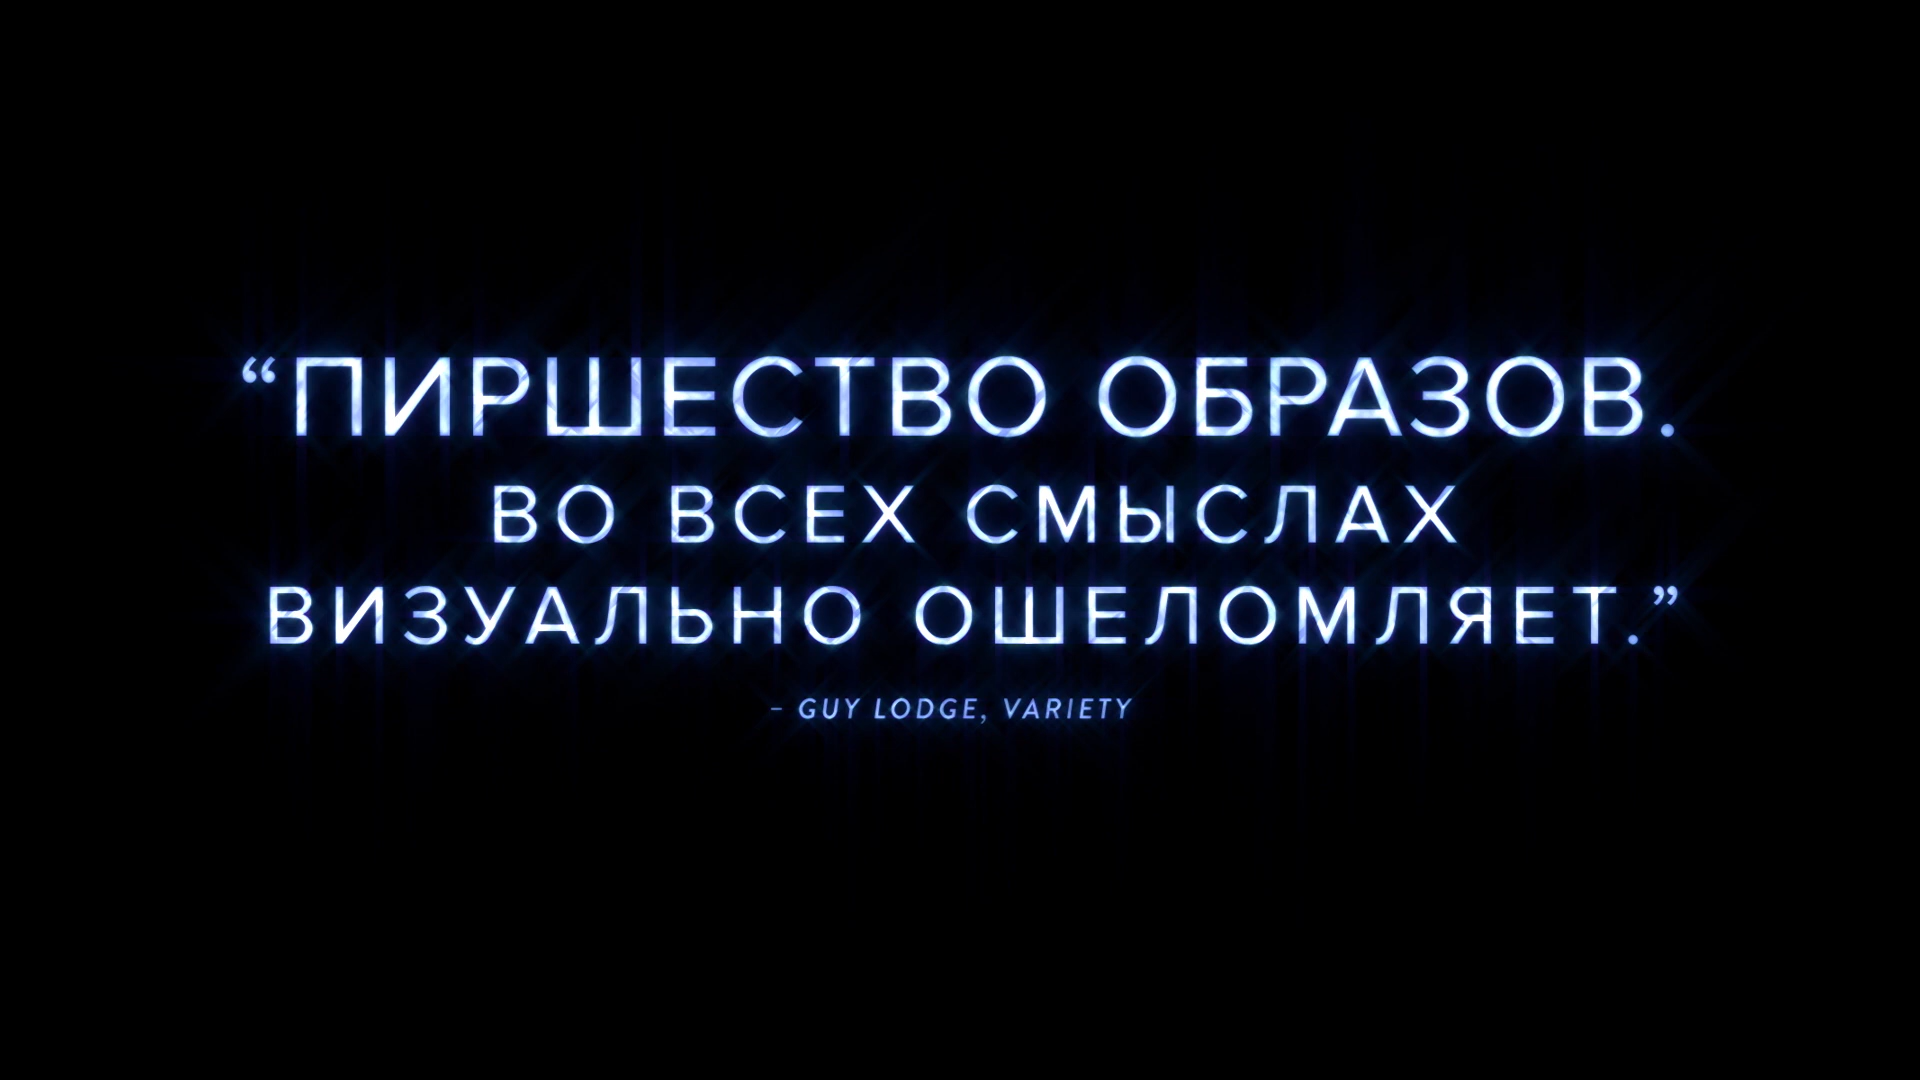 “ПИРШЕСТВО ОБРАЗОВ.
ВО ВСЕХ СМЫСЛАХ
ВИЗУАЛЬНО ОШЕЛОМЛЯЕТ.”
– GUY LODGE, VARIETY